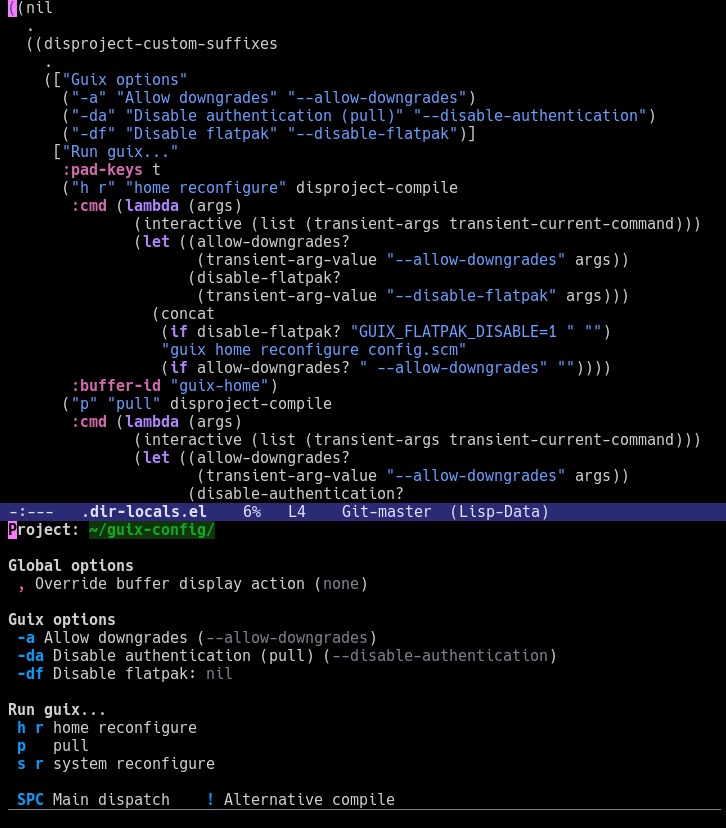 ((nil
  .
  ((disproject-custom-suffixes
    .
    (["Guix options"
      ("-a" "Allow downgrades" "--allow-downgrades")
      ("-da" "Disable authentication (pull)" "--disable-authentication")
      ("-df" "Disable flatpak" "--disable-flatpak")]
     ["Run guix..."
      :pad-keys t
      ("h r" "home reconfigure" disproject-compile
       :cmd (lambda (args)
              (interactive (list (transient-args transient-current-command)))
              (let ((allow-downgrades?
                     (transient-arg-value "--allow-downgrades" args))
                    (disable-flatpak?
                     (transient-arg-value "--disable-flatpak" args)))
                (concat
                 (if disable-flatpak? "GUIX_FLATPAK_DISABLE=1 " "")
                 "guix home reconfigure config.scm"
                 (if allow-downgrades? " --allow-downgrades" ""))))
       :buffer-id "guix-home")
      ("p" "pull" disproject-compile
       :cmd (lambda (args)
              (interactive (list (transient-args transient-current-command)))
              (let ((allow-downgrades?
                     (transient-arg-value "--allow-downgrades" args))
                    (disable-authentication?
-:---   .dir-locals.el    6%   L4    Git-master  (Lisp-Data)
Project: ~/guix-config/

Global options
 , Override buffer display action (none)

Guix options
 -a Allow downgrades (--allow-downgrades)
 -da Disable authentication (pull) (--disable-authentication)
 -df Disable flatpak: nil

Run guix...
 h r home reconfigure
 p   pull
 s r system reconfigure

 SPC Main dispatch    ! Alternative compile